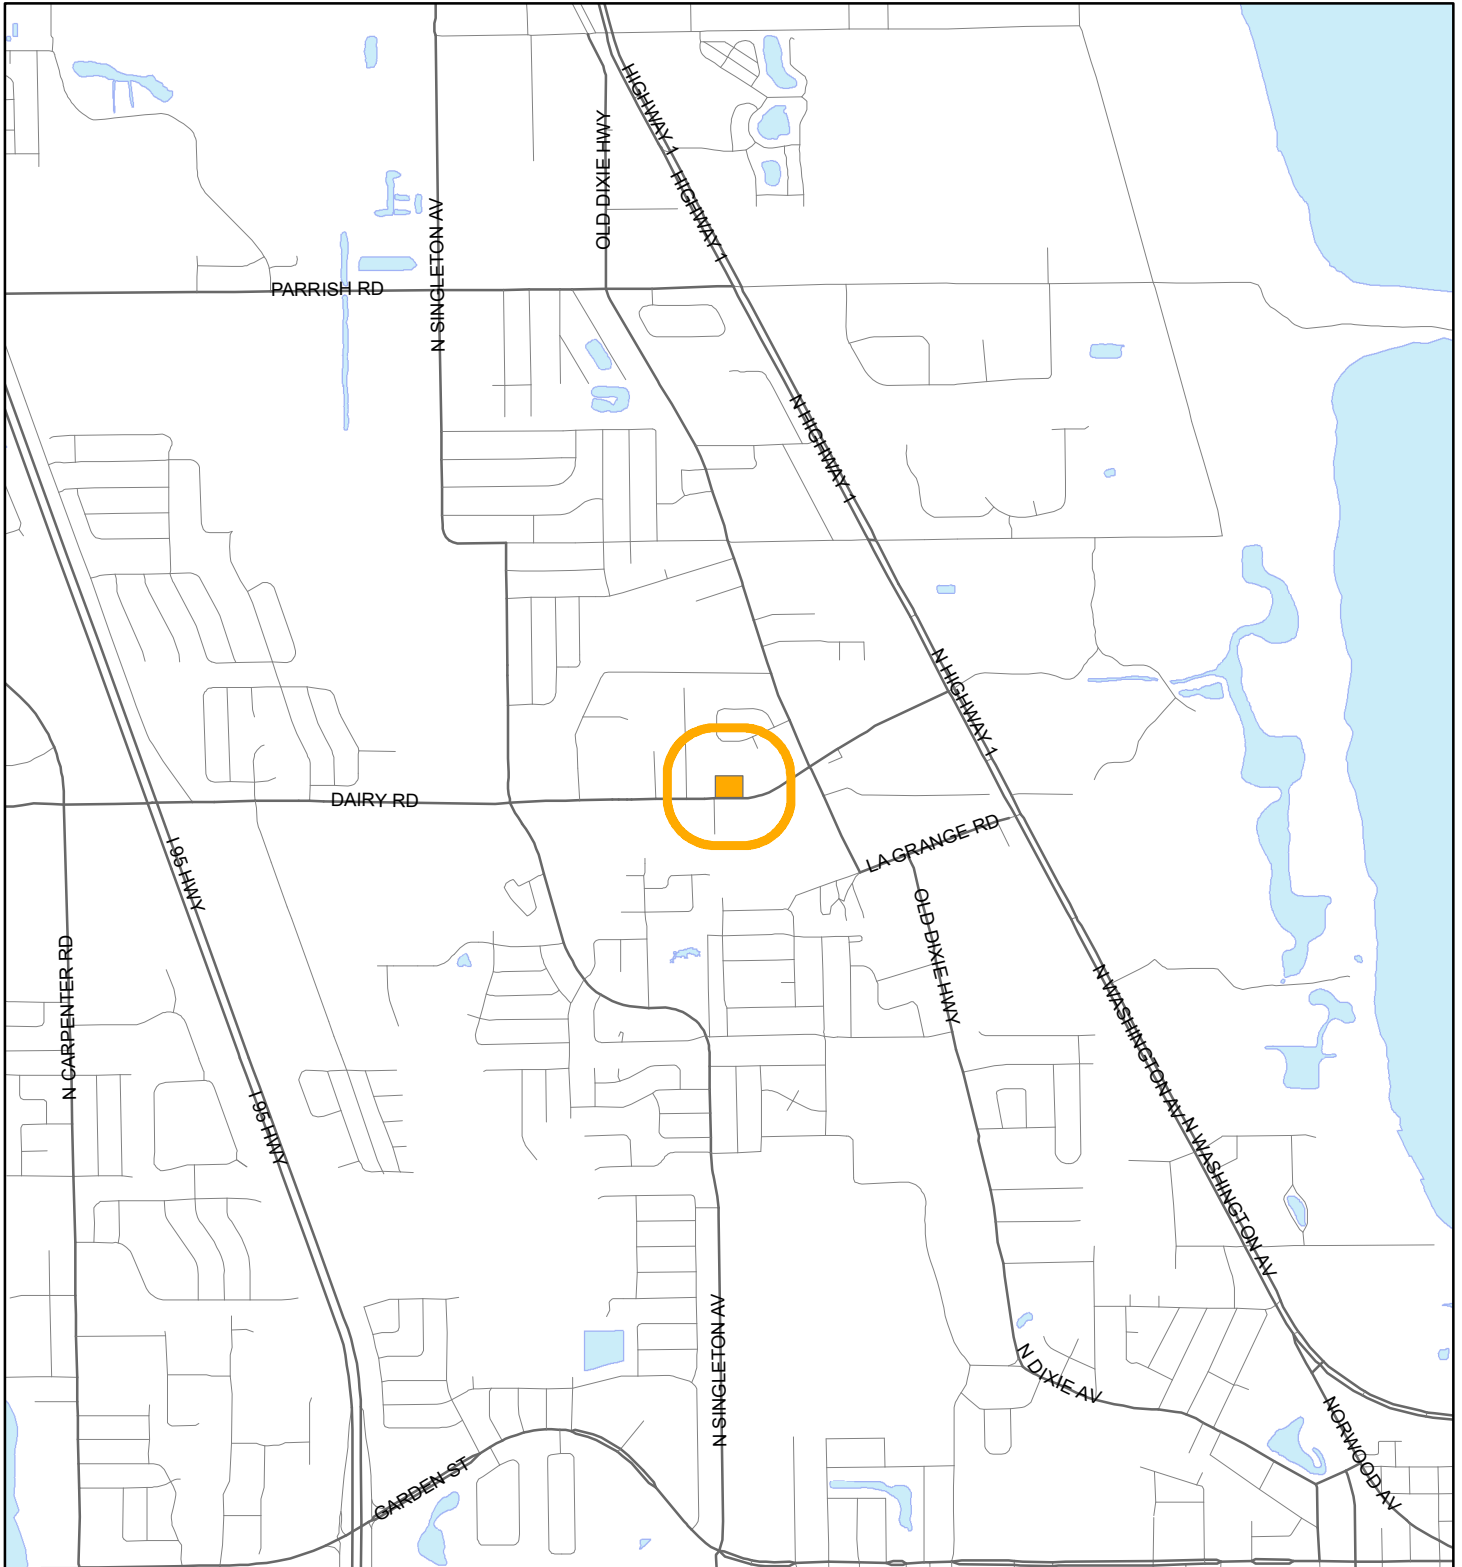 HIGHWAY 1
HIGHWAY 1
OLD DIXIE HWY
N SINGLETON AV
PARRISH RD
N HIGHWAY 1
N HIGHWAY 1
DAIRY RD
LA GRANGE RD
I 95 HWY
OLD DIXIE HWY
N CARPENTER RD
N WASHINGTON AV
I 95 HWY
N WASHINGTON AV
N SINGLETON AV
N DIXIE AV
NORWOOD AV
GARDEN ST